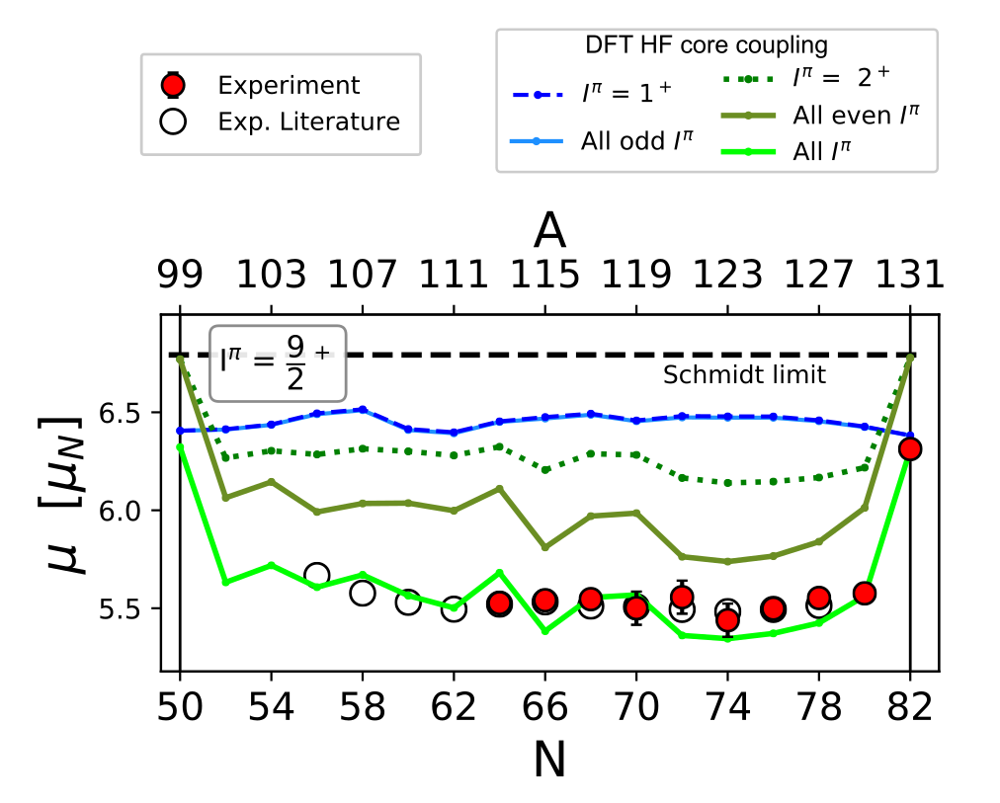 Experiment
Exp. Literature
DFT HF core coupling
I^π = 1^+
All odd I^π
I^π = 2^+
All even I^π
All I^π
A
99 103 107 111 115 119 123 127 131
I^π = 9/2 ^+
Schmidt limit
μ [μ_N]
6.5
6.0
5.5
50 54 58 62 66 70 74 78 82
N